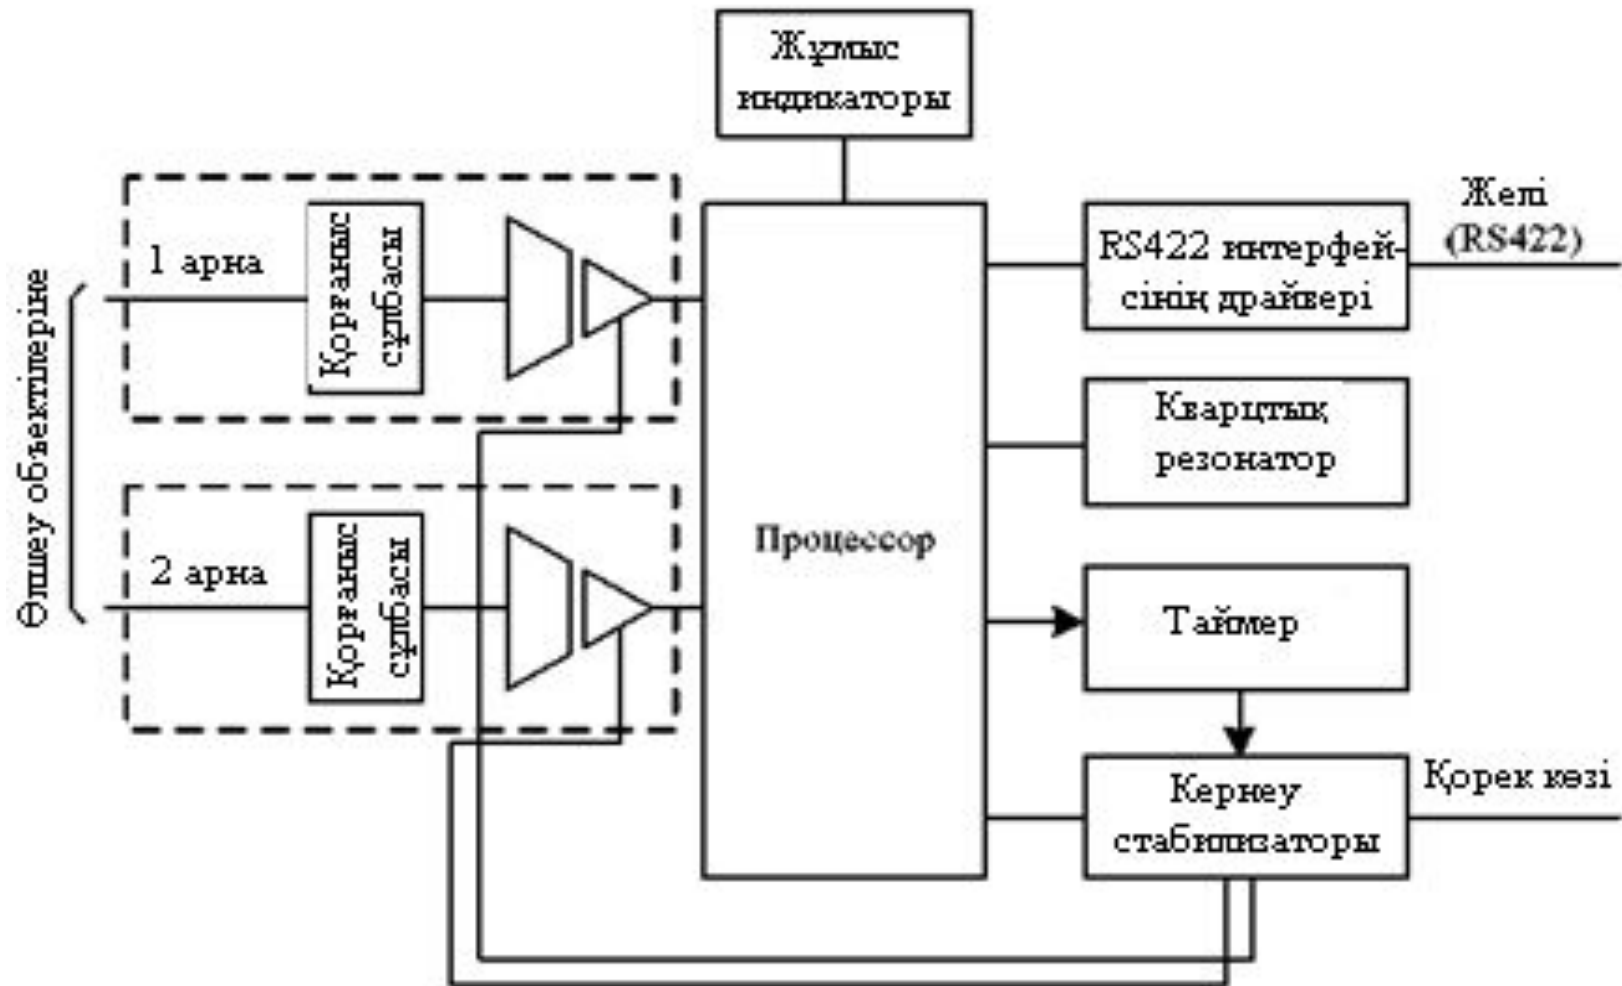 Жұмыс
индикаторы
Өлшеу объектілеріне
1 арна
Қорғаныс
сұлбасы
2 арна
Қорғаныс
сұлбасы
Процессор
RS422 интерфей-
сінің драйвері
Желі
(RS422)
Кварцтық
резонатор
Таймер
Кернеу
стабилизаторы
Қорек көзі